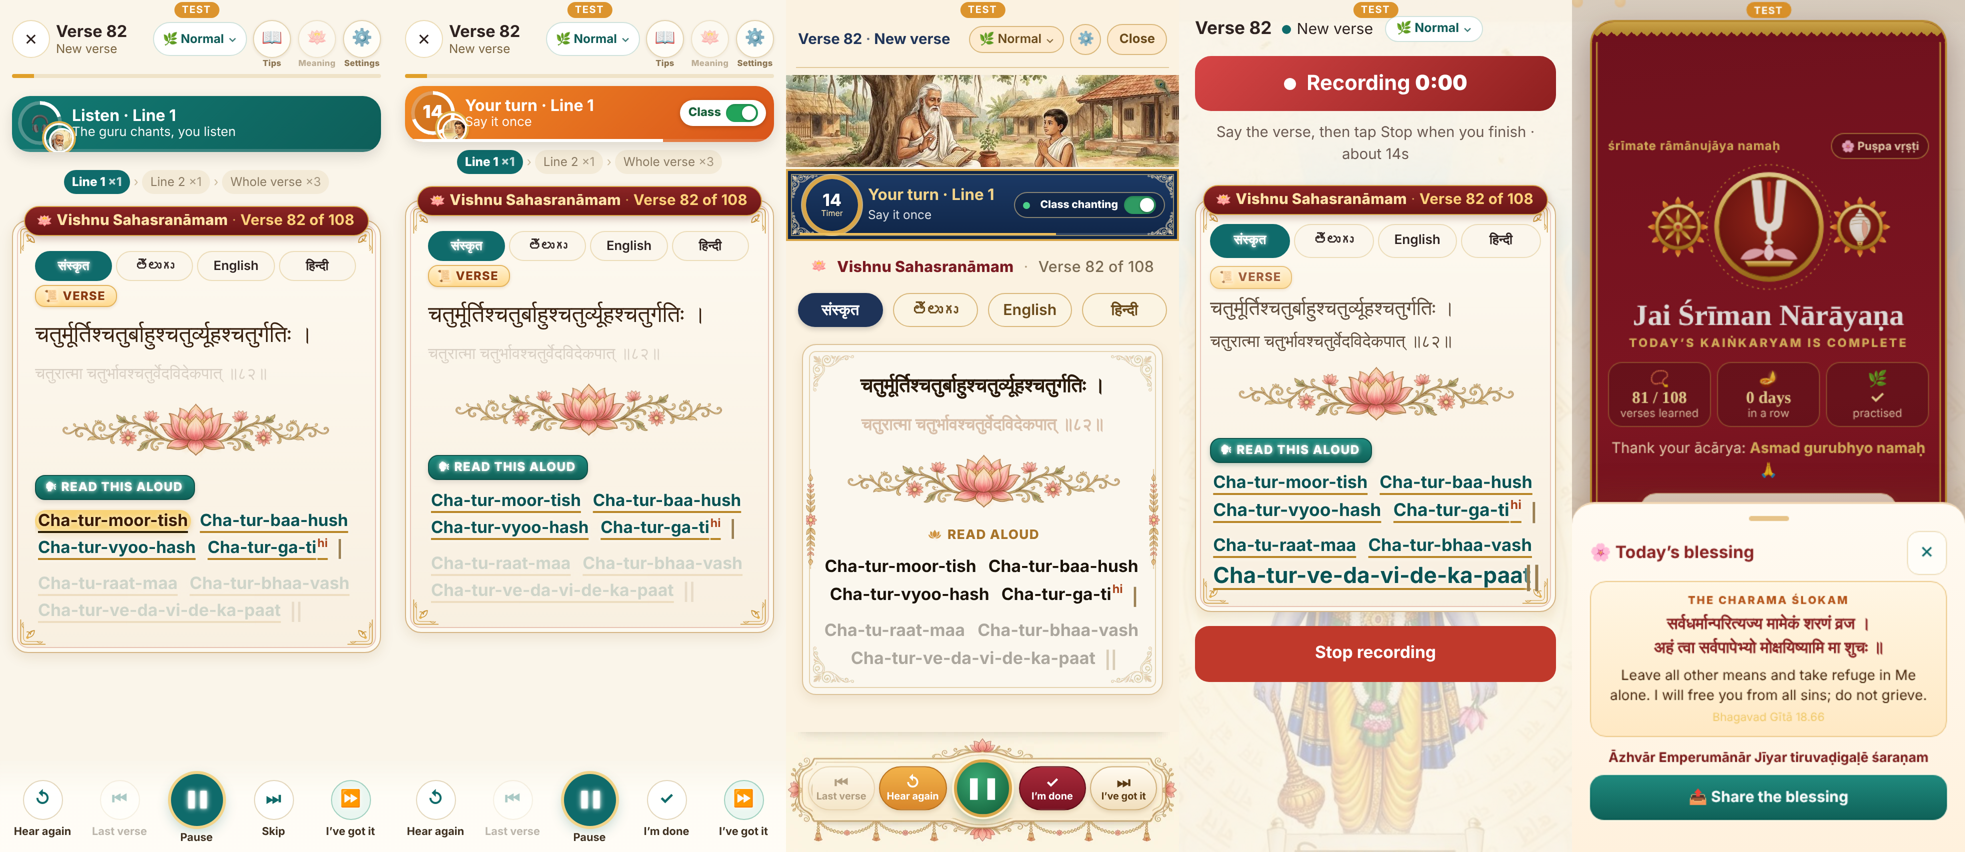 TEST
Verse 82
New verse
🌿 Normal
Tips
Meaning
Settings
Listen · Line 1
The guru chants, you listen
Line 1 ×1 › Line 2 ×1 › Whole verse ×3
Vishnu Sahasranāmam · Verse 82 of 108
संस्कृत తెలుగు English हिन्दी
VERSE
चतुर्मूर्तिश्चतुर्बाहुश्चतुर्व्यूहश्चतुर्गतिः ।
चतुरात्मा चतुर्भावश्चतुर्वेदविदेकपात् ॥८२॥
READ THIS ALOUD
Cha-tur-moor-tish Cha-tur-baa-hush
Cha-tur-vyoo-hash Cha-tur-ga-tihi |
Cha-tu-raat-maa Cha-tur-bhaa-vash
Cha-tur-ve-da-vi-de-ka-paat ||
Hear again
Last verse
Pause
Skip
I've got it
TEST
Verse 82
New verse
🌿 Normal
Tips
Meaning
Settings
14
Your turn · Line 1
Say it once
Class
Line 1 ×1 › Line 2 ×1 › Whole verse ×3
Vishnu Sahasranāmam · Verse 82 of 108
संस्कृत తెలుగు English हिन्दी
VERSE
चतुर्मूर्तिश्चतुर्बाहुश्चतुर्व्यूहश्चतुर्गतिः ।
चतुरात्मा चतुर्भावश्चतुर्वेदविदेकपात् ॥८२॥
READ THIS ALOUD
Cha-tur-moor-tish Cha-tur-baa-hush
Cha-tur-vyoo-hash Cha-tur-ga-tihi |
Cha-tu-raat-maa Cha-tur-bhaa-vash
Cha-tur-ve-da-vi-de-ka-paat ||
Hear again
Last verse
Pause
I'm done
I've got it
TEST
Verse 82 · New verse
🌿 Normal
Close
14
Timer
Your turn · Line 1
Say it once
Class chanting
Vishnu Sahasranāmam · Verse 82 of 108
संस्कृत తెలుగు English हिन्दी
चतुर्मूर्तिश्चतुर्बाहुश्चतुर्व्यूहश्चतुर्गतिः ।
चतुरात्मा चतुर्भावश्चतुर्वेदविदेकपात् ॥८२॥
READ ALOUD
Cha-tur-moor-tish Cha-tur-baa-hush
Cha-tur-vyoo-hash Cha-tur-ga-tihi |
Cha-tu-raat-maa Cha-tur-bhaa-vash
Cha-tur-ve-da-vi-de-ka-paat ||
Last verse
Hear again
I'm done
I've got it
TEST
Verse 82 ● New verse
🌿 Normal
Recording 0:00
Say the verse, then tap Stop when you finish ·
about 14s
Vishnu Sahasranāmam · Verse 82 of 108
संस्कृत తెలుగు English हिन्दी
VERSE
चतुर्मूर्तिश्चतुर्बाहुश्चतुर्व्यूहश्चतुर्गतिः ।
चतुरात्मा चतुर्भावश्चतुर्वेदविदेकपात् ॥८२॥
READ THIS ALOUD
Cha-tur-moor-tish Cha-tur-baa-hush
Cha-tur-vyoo-hash Cha-tur-ga-tihi |
Cha-tu-raat-maa Cha-tur-bhaa-vash
Cha-tur-ve-da-vi-de-ka-paat||
Stop recording
TEST
śrīmate rāmānujāya namaḥ
🌸 Puṣpa vṛṣṭi
Jai Śrīman Nārāyaṇa
TODAY'S KAIṄKARYAM IS COMPLETE
81 / 108
verses learned
0 days
in a row
✓
practised
Thank your ācārya: Asmad gurubhyo namaḥ
🙏
🌸 Today's blessing
THE CHARAMA ŚLOKAM
सर्वधर्मान्परित्यज्य मामेकं शरणं व्रज ।
अहं त्वा सर्वपापेभ्यो मोक्षयिष्यामि मा शुचः ॥
Leave all other means and take refuge in Me
alone. I will free you from all sins; do not grieve.
Bhagavad Gītā 18.66
Āzhvār Emperumānār Jīyar tiruvaḍigaḷē śaraṇam
Share the blessing